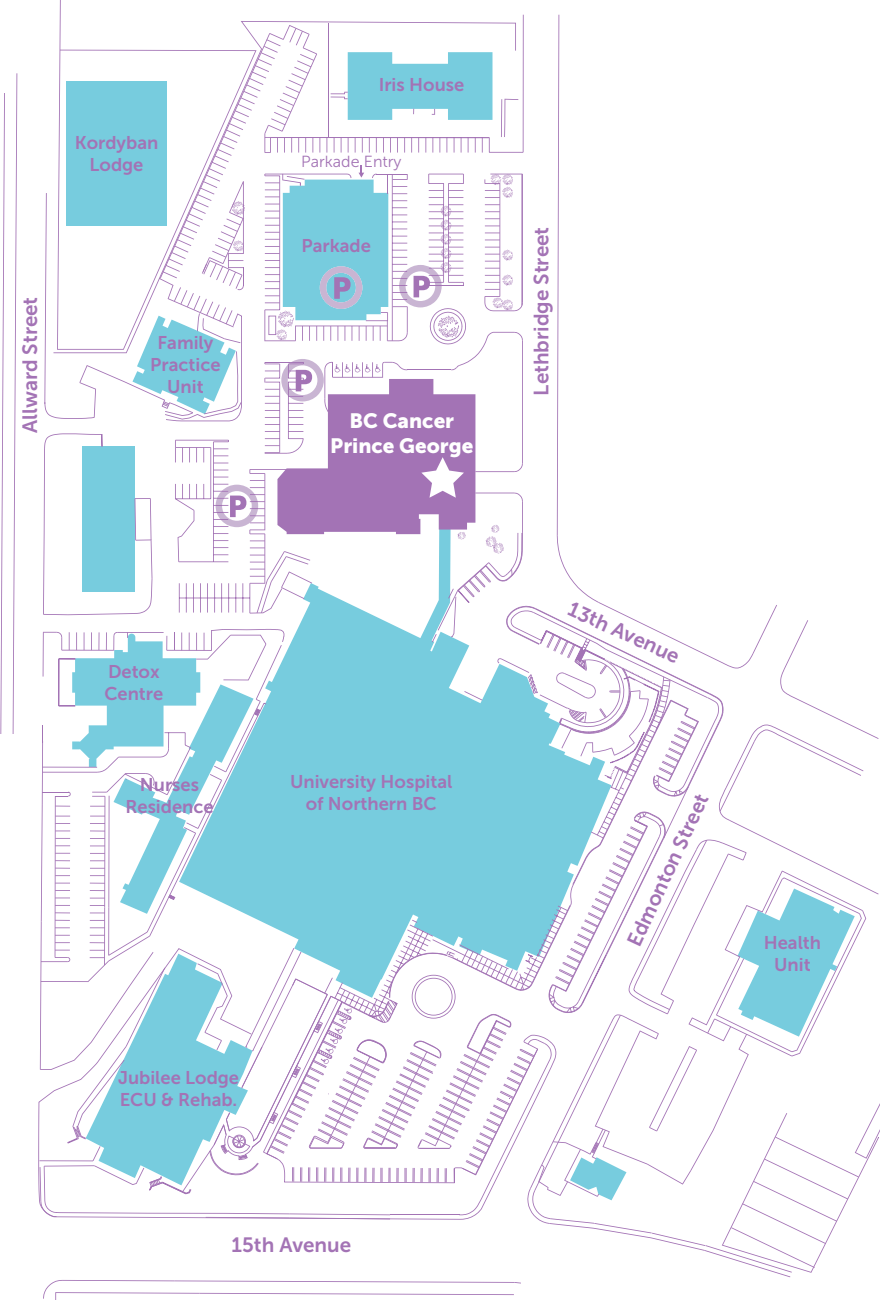 Iris House
Kordyban
Lodge
Parkade Entry
Parkade
P
P
Lethbridge Street
Allward Street
Family
Practice
Unit
P
BC Cancer
Prince George
P
13th Avenue
Detox
Centre
Nurses
Residence
University Hospital
of Northern BC
Edmonton Street
Health
Unit
Jubilee Lodge
ECU & Rehab.
15th Avenue